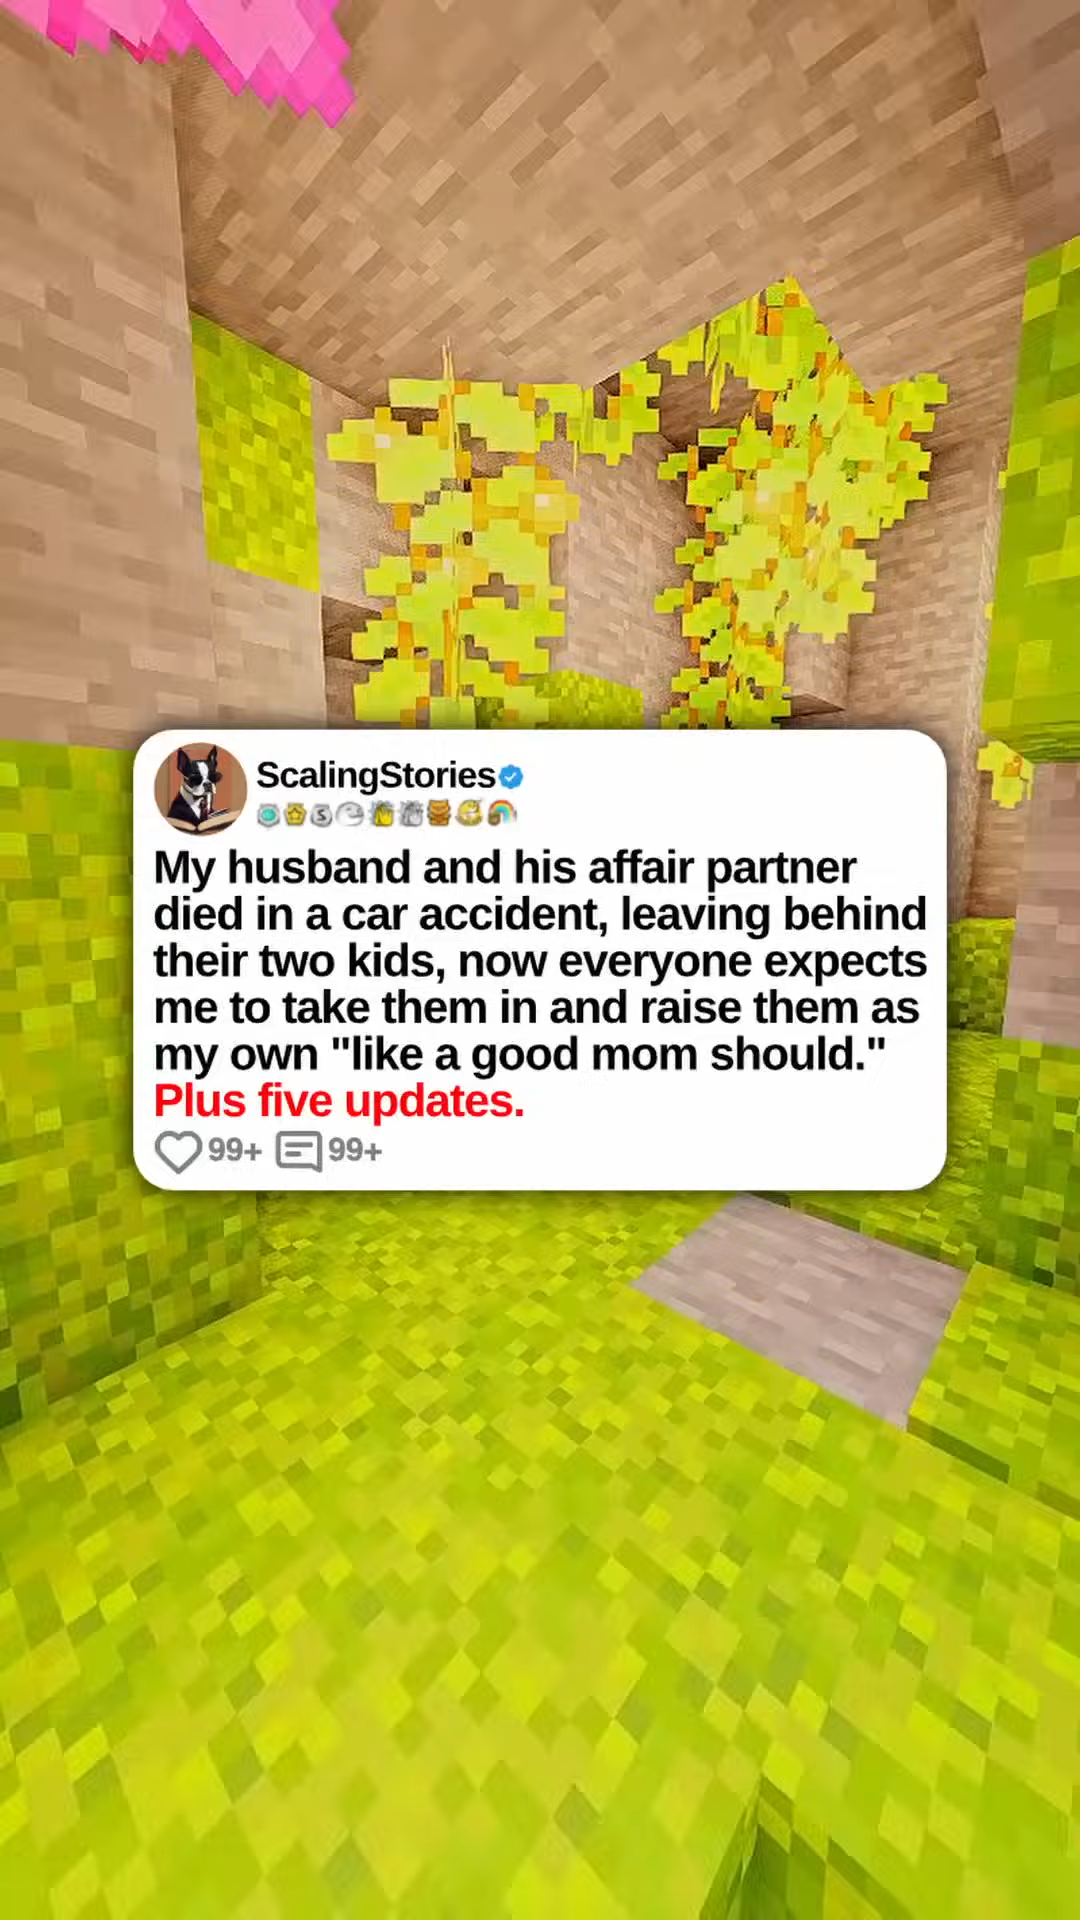 ScalingStories
My husband and his affair partner
died in a car accident, leaving behind
their two kids, now everyone expects
me to take them in and raise them as
my own "like a good mom should."
Plus five updates.
99+ 99+